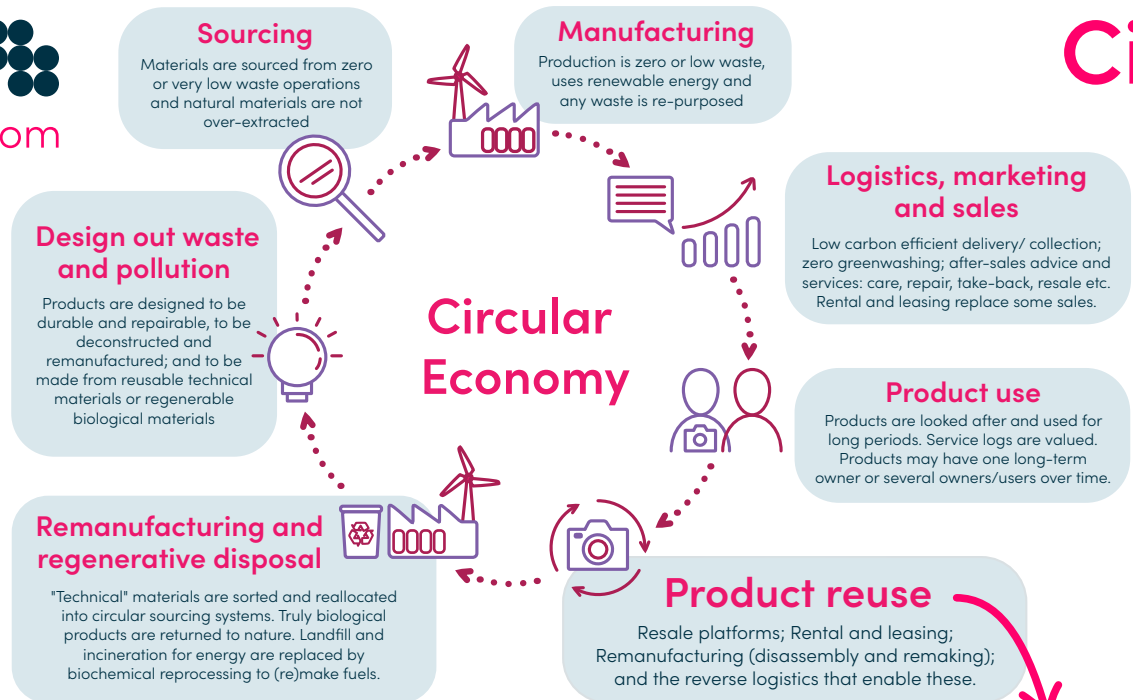 om
Ci
Sourcing
Materials are sourced from zero
or very low waste operations
and natural materials are not
over-extracted
Manufacturing
Production is zero or low waste,
uses renewable energy and
any waste is re-purposed
Logistics, marketing
and sales
Low carbon efficient delivery/ collection;
zero greenwashing; after-sales advice and
services: care, repair, take-back, resale etc.
Rental and leasing replace some sales.
Design out waste
and pollution
Products are designed to be
durable and repairable, to be
deconstructed and
remanufactured; and to be
made from reusable technical
materials or regenerable
biological materials
Circular
Economy
Product use
Products are looked after and used for
long periods. Service logs are valued.
Products may have one long-term
owner or several owners/users over time.
Remanufacturing and
regenerative disposal
"Technical" materials are sorted and reallocated
into circular sourcing systems. Truly biological
products are returned to nature. Landfill and
incineration for energy are replaced by
biochemical reprocessing to (re)make fuels.
Product reuse
Resale platforms; Rental and leasing;
Remanufacturing (disassembly and remaking);
and the reverse logistics that enable these.